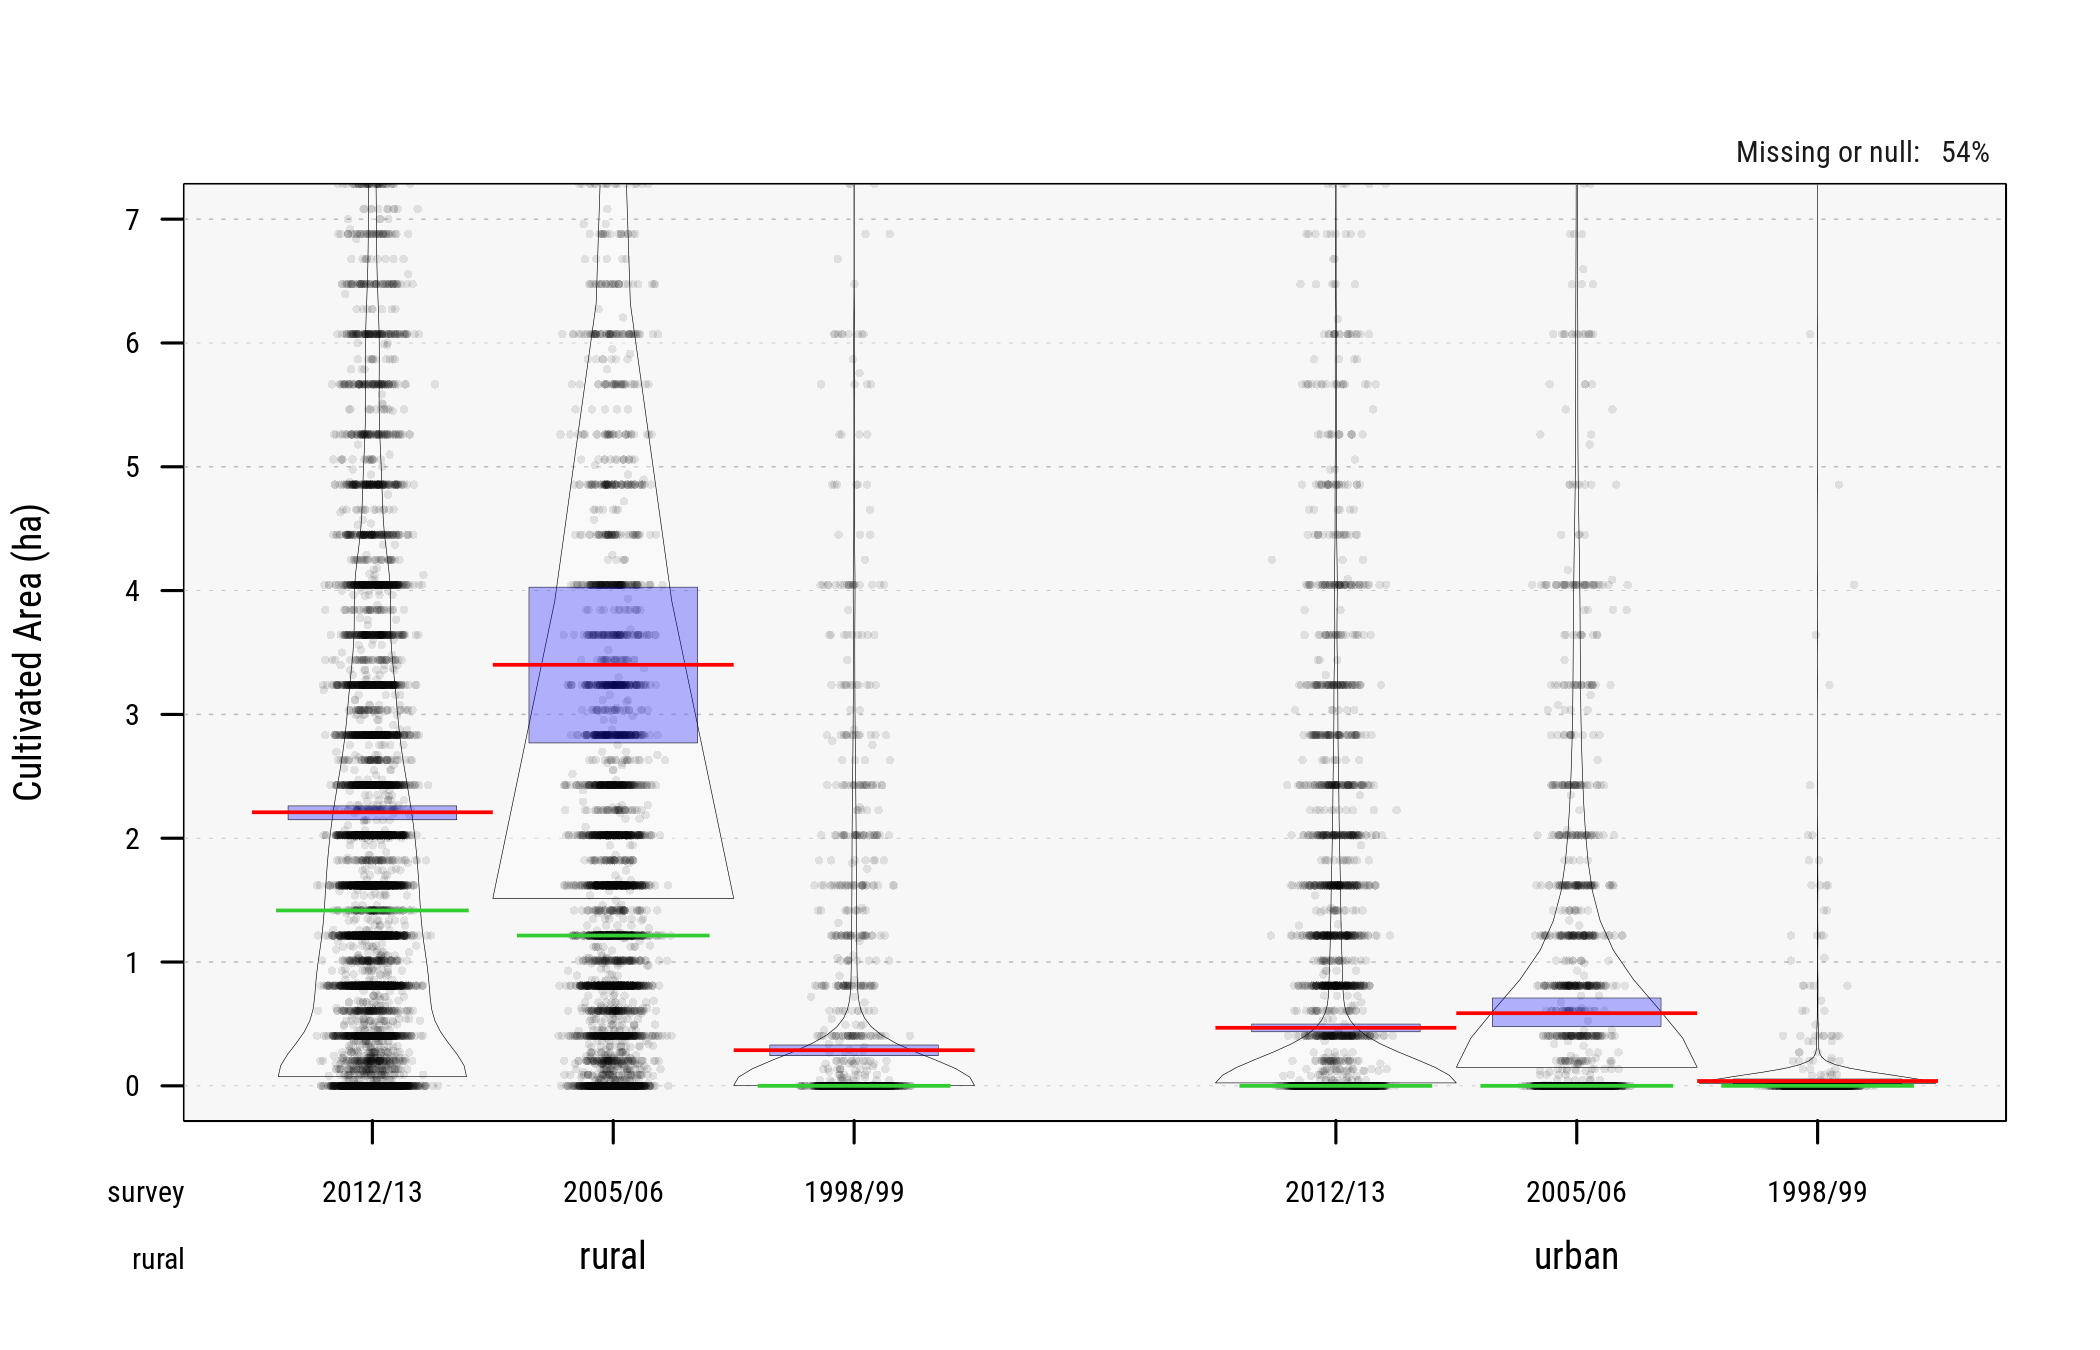 Missing or null: 54%
Cultivated Area (ha)
7
6
5
4
3
2
1
0
survey 2012/13 2005/06 1998/99 2012/13 2005/06 1998/99
rural rural urban